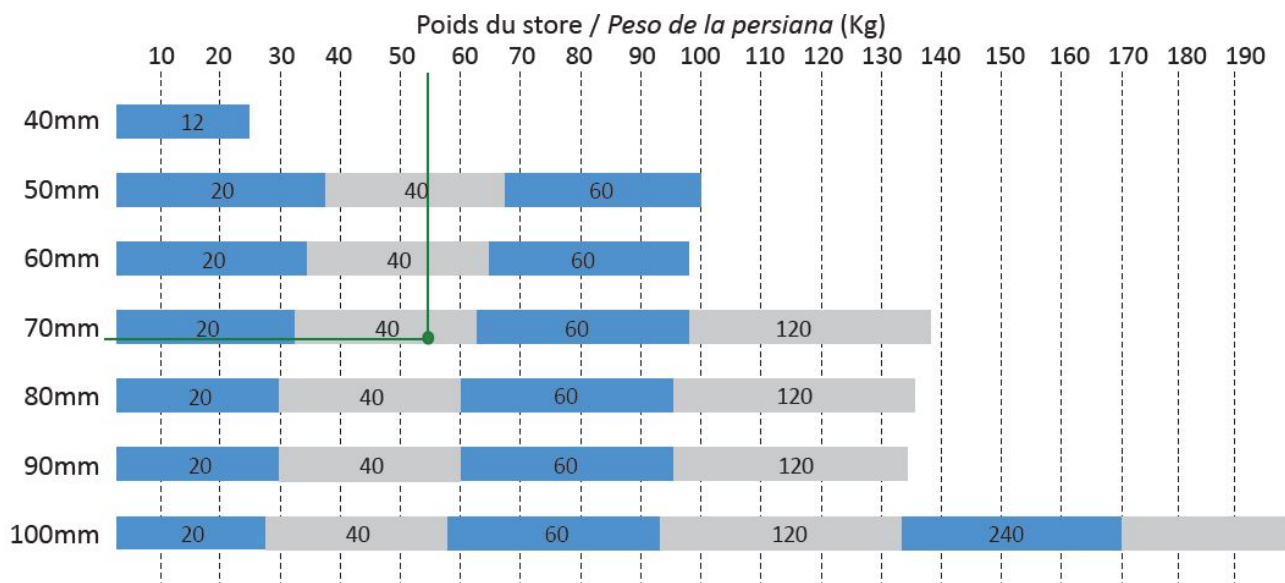 Poids du store / Peso de la persiana (Kg)
10 20 30 40 50 60 70 80 90 100 110 120 130 140 150 160 170 180 190
40mm 12
50mm 20 40 60
60mm 20 40 60
70mm 20 40 60 120
80mm 20 40 60 120
90mm 20 40 60 120
100mm 20 40 60 120 240